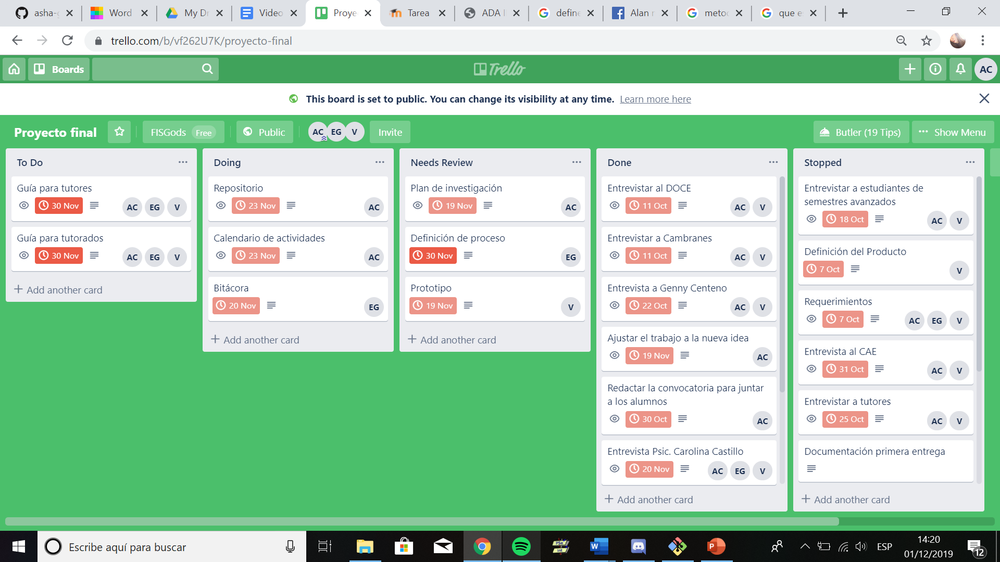 asha-g
Word
My Dr
Video
Proye
Tarea
ADA I
define
Alan r
metod
que es
trello.com/b/vf262U7K/proyecto-final
Boards
Trello
AC
This board is set to public. You can change its visibility at any time. Learn more here
Proyecto final
FISGods Free
Public
AC EG V
Invite
Butler (19 Tips)
Show Menu
To Do
Guía para tutores
30 Nov
AC EG V
Guía para tutorados
30 Nov
AC EG V
+ Add another card
Doing
Repositorio
23 Nov
AC
Calendario de actividades
23 Nov
AC
Bitácora
20 Nov
EG
+ Add another card
Needs Review
Plan de investigación
19 Nov
AC
Definición de proceso
30 Nov
EG
Prototipo
19 Nov
V
+ Add another card
Done
Entrevistar al DOCE
11 Oct
AC V
Entrevistar a Cambranes
11 Oct
AC V
Entrevista a Genny Centeno
22 Oct
AC V
Ajustar el trabajo a la nueva idea
19 Nov
AC
Redactar la convocatoria para juntar
a los alumnos
30 Oct
AC
Entrevista Psic. Carolina Castillo
20 Nov
AC EG V
+ Add another card
Stopped
Entrevistar a estudiantes de
semestres avanzados
18 Oct
AC V
Definición del Producto
7 Oct
V
Requerimientos
7 Oct
AC EG V
Entrevista al CAE
31 Oct
AC V
Entrevistar a tutores
25 Oct
AC V
Documentación primera entrega
+ Add another card
Escribe aquí para buscar
PSe
Int
ESP
14:20
01/12/2019
12